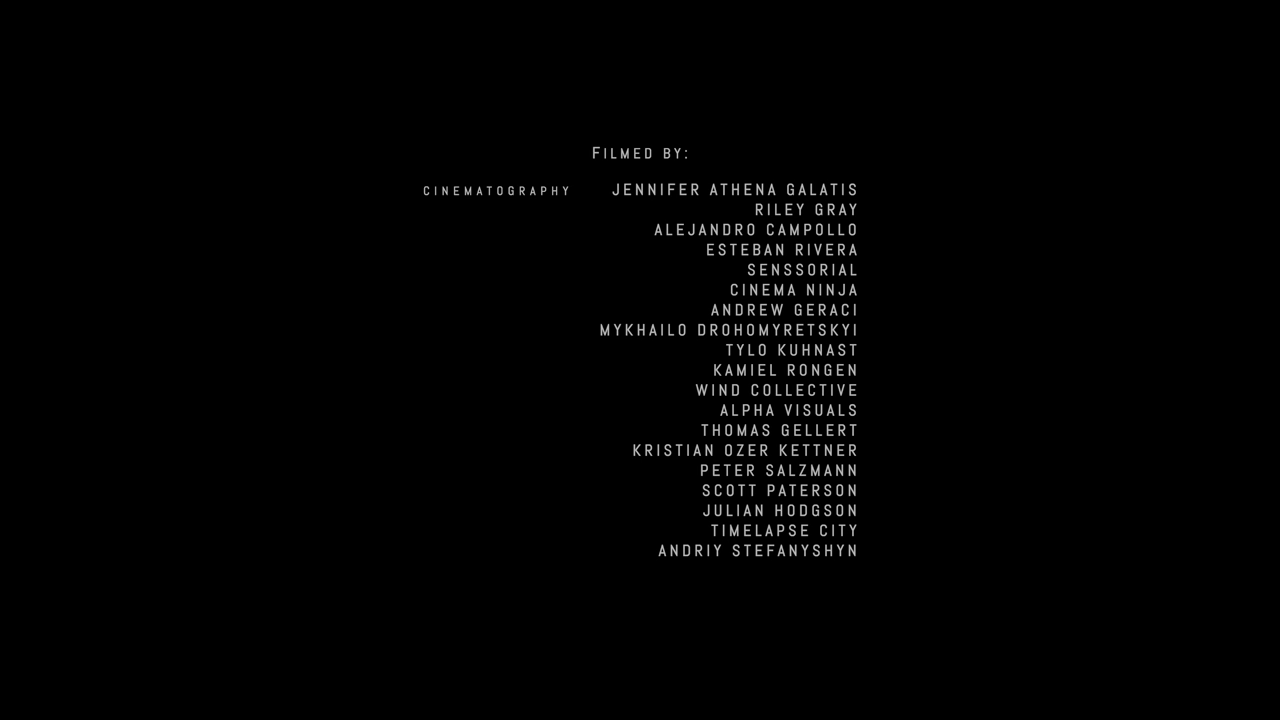 FILMED BY:
CINEMATOGRAPHY JENNIFER ATHENA GALATIS
RILEY GRAY
ALEJANDRO CAMPOLLO
ESTEBAN RIVERA
SENSSORIAL
CINEMA NINJA
ANDREW GERACI
MYKHAILO DROHOMYRETSKYI
TYLO KUHNAST
KAMIEL RONGEN
WIND COLLECTIVE
ALPHA VISUALS
THOMAS GELLERT
KRISTIAN OZER KETTNER
PETER SALZMANN
SCOTT PATERSON
JULIAN HODGSON
TIMELAPSE CITY
ANDRIY STEFANYSHYN